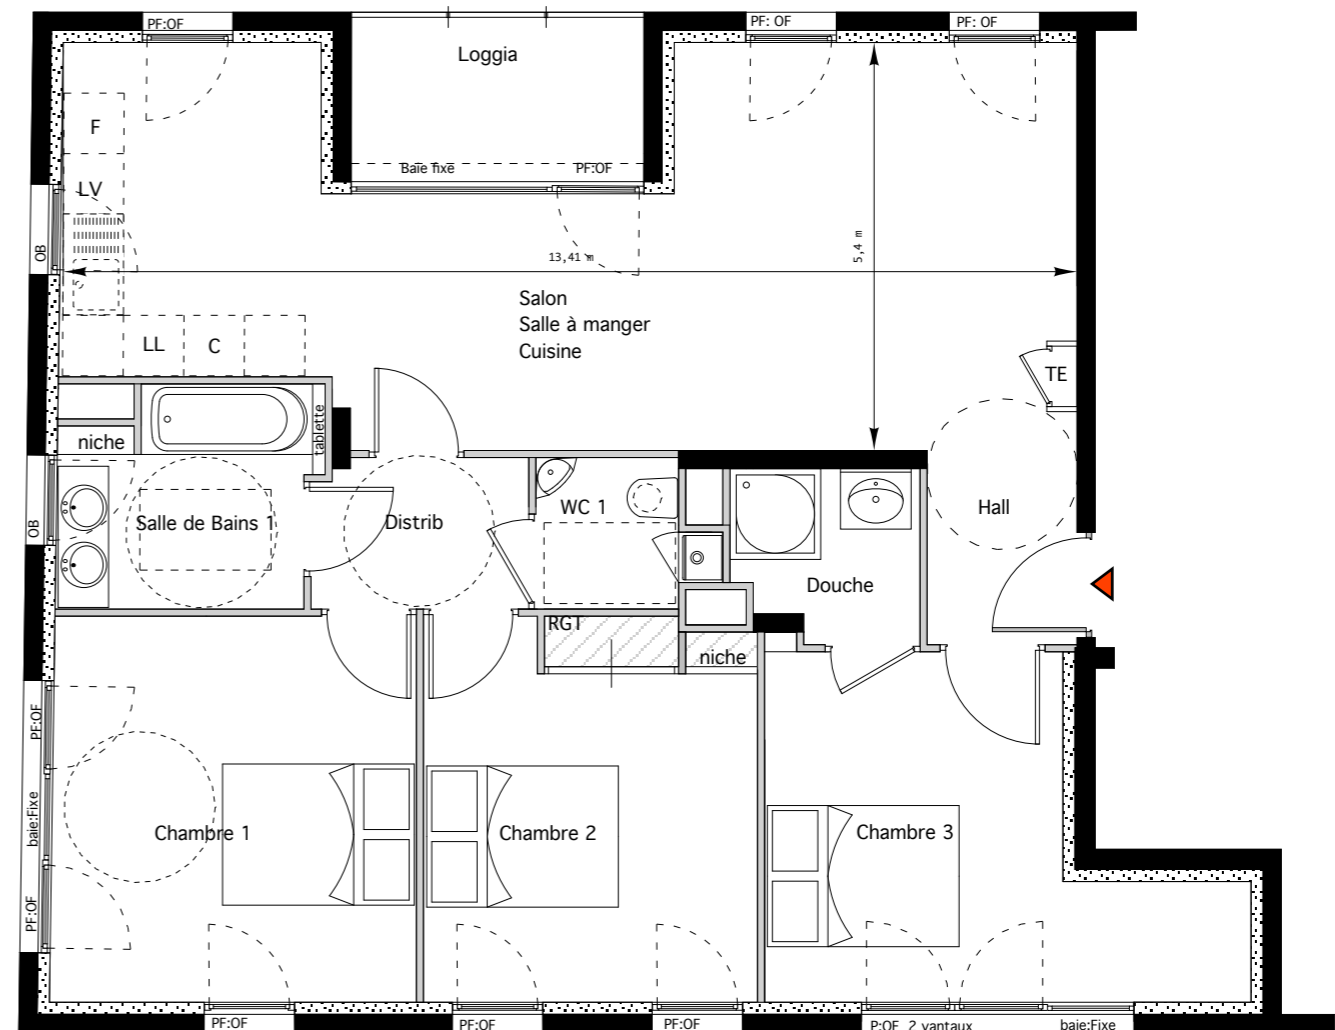 PF:OF
Loggia
PF: OF
PF: OF
F
Baie fixe
PF:OF
LV
OB
13,41 m
5,4 m
Salon
Salle à manger
Cuisine
LL
C
TE
niche
tablette
OB
Salle de Bains 1
Distrib
WC 1
Hall
Douche
RGT
niche
PF:OF
baie:Fixe
PF:OF
Chambre 1
Chambre 2
Chambre 3
PF:OF
PF:OF
PF:OF
P:OF 2 vantaux
baie:Fixe